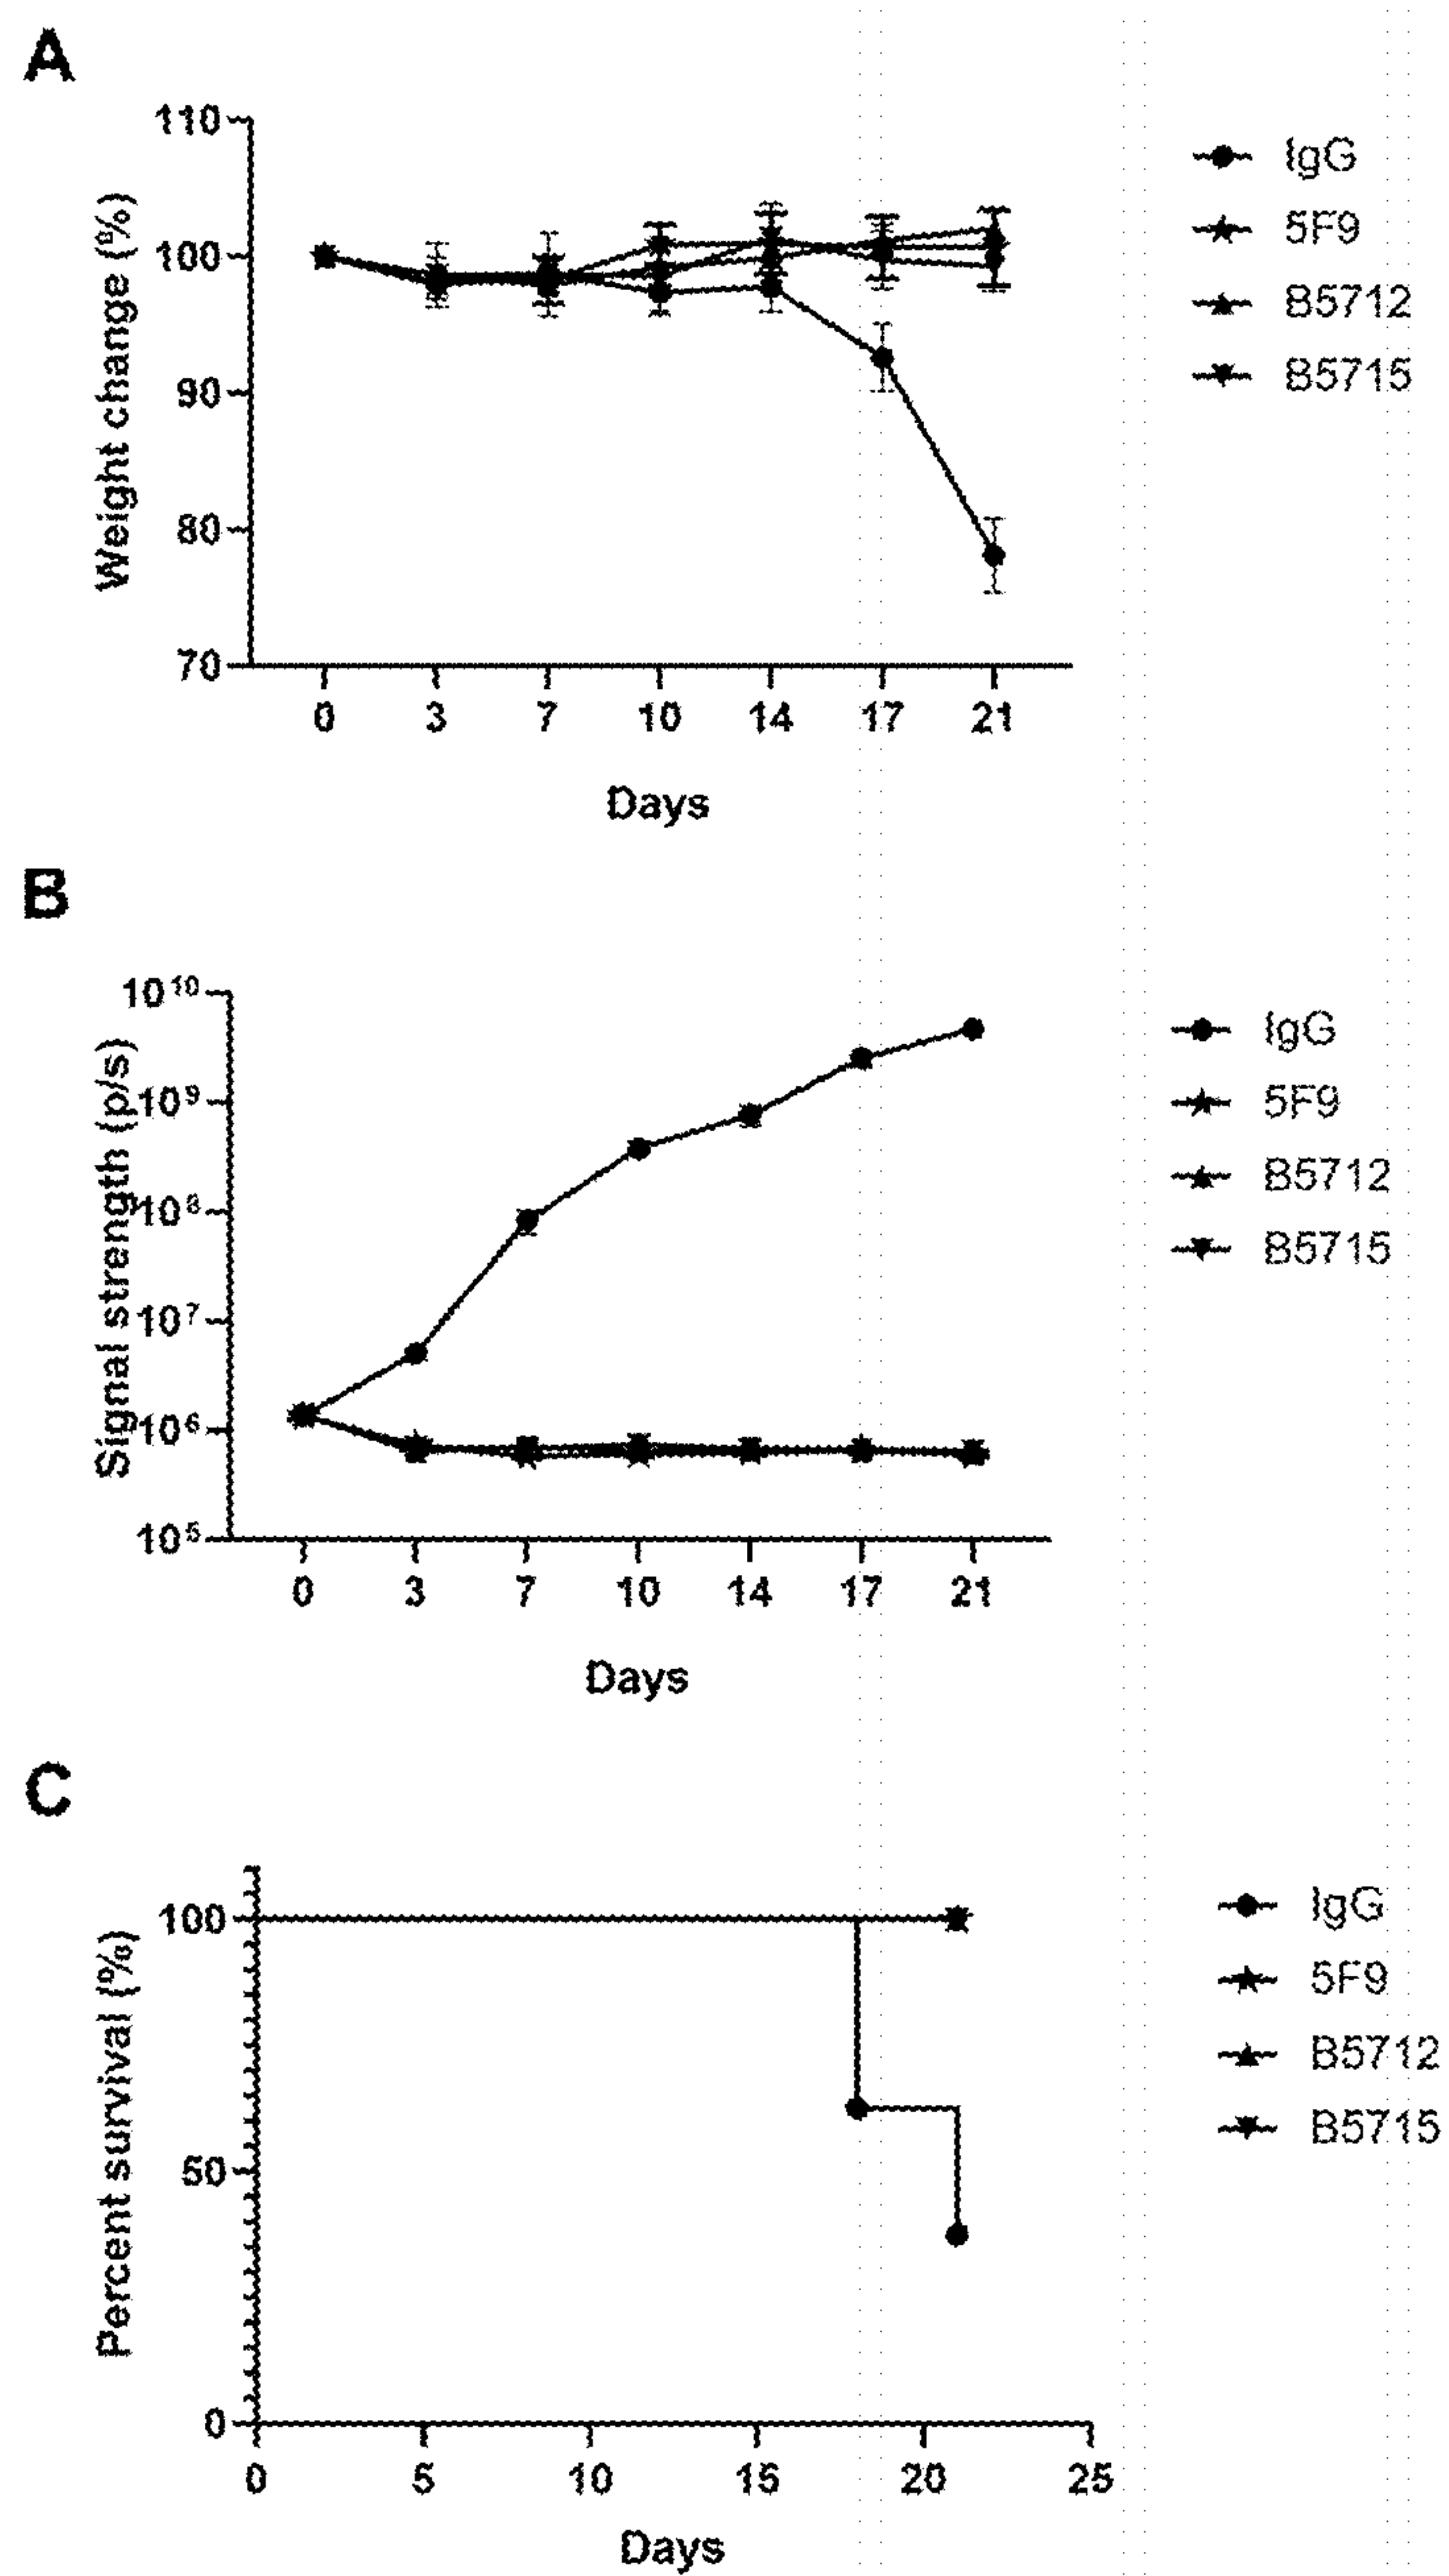 A
110
100
90
80
70
Weight change (%)
0 3 7 10 14 17 21
Days
IgG
5F9
B5712
B5715
B
10¹⁰
10⁹
10⁸
10⁷
10⁶
10⁵
Signal strength (p/s)
0 3 7 10 14 17 21
Days
IgG
5F9
B5712
B5715
C
100
50
0
Percent survival (%)
0 5 10 15 20 25
Days
IgG
5F9
B5712
B5715